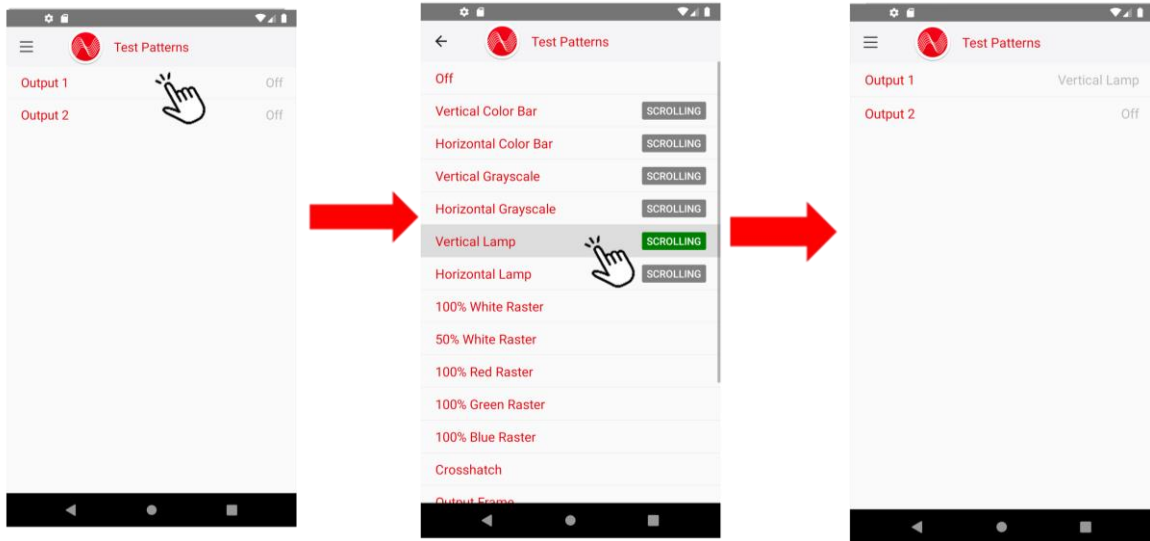 Test Patterns
Output 1 Off
Output 2 Off
Test Patterns
Off
Vertical Color Bar SCROLLING
Horizontal Color Bar SCROLLING
Vertical Grayscale SCROLLING
Horizontal Grayscale SCROLLING
Vertical Lamp SCROLLING
Horizontal Lamp SCROLLING
100% White Raster
50% White Raster
100% Red Raster
100% Green Raster
100% Blue Raster
Crosshatch
Output Frame
Test Patterns
Output 1 Vertical Lamp
Output 2 Off